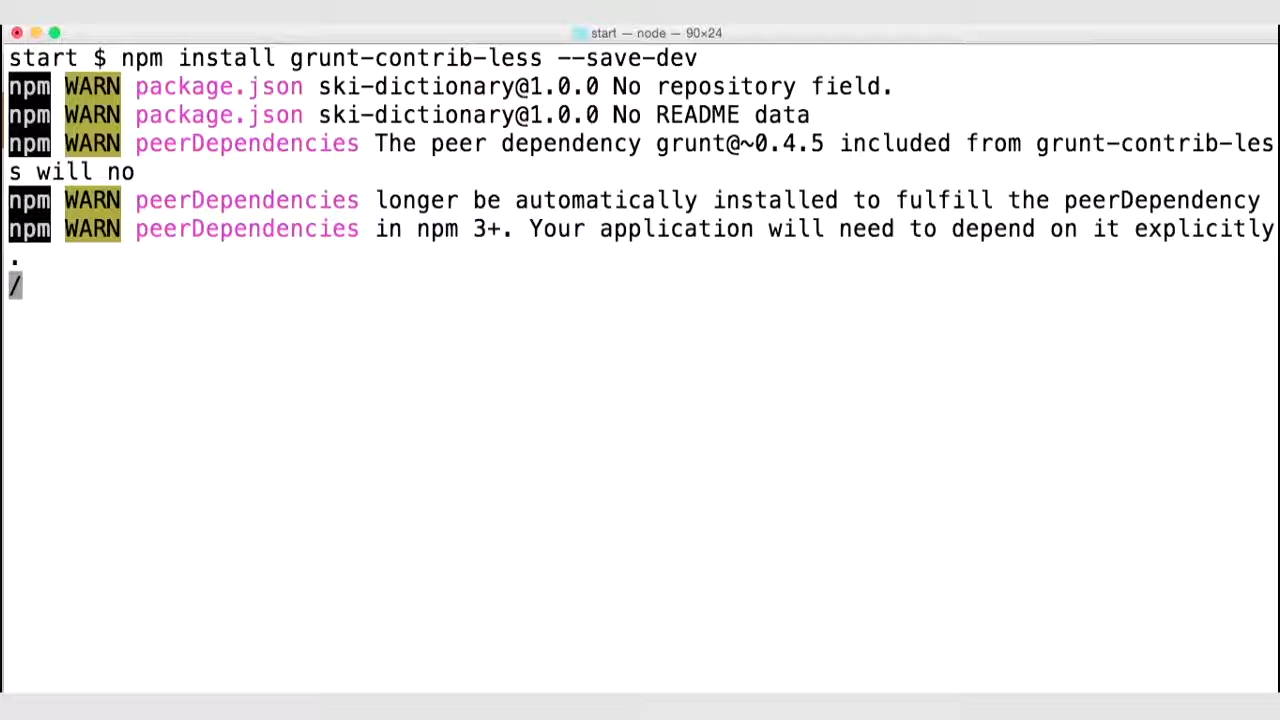 start — node — 90×24
start $ npm install grunt-contrib-less --save-dev
npm WARN package.json ski-dictionary@1.0.0 No repository field.
npm WARN package.json ski-dictionary@1.0.0 No README data
npm WARN peerDependencies The peer dependency grunt@~0.4.5 included from grunt-contrib-les
s will no
npm WARN peerDependencies longer be automatically installed to fulfill the peerDependency
npm WARN peerDependencies in npm 3+. Your application will need to depend on it explicitly
.
/